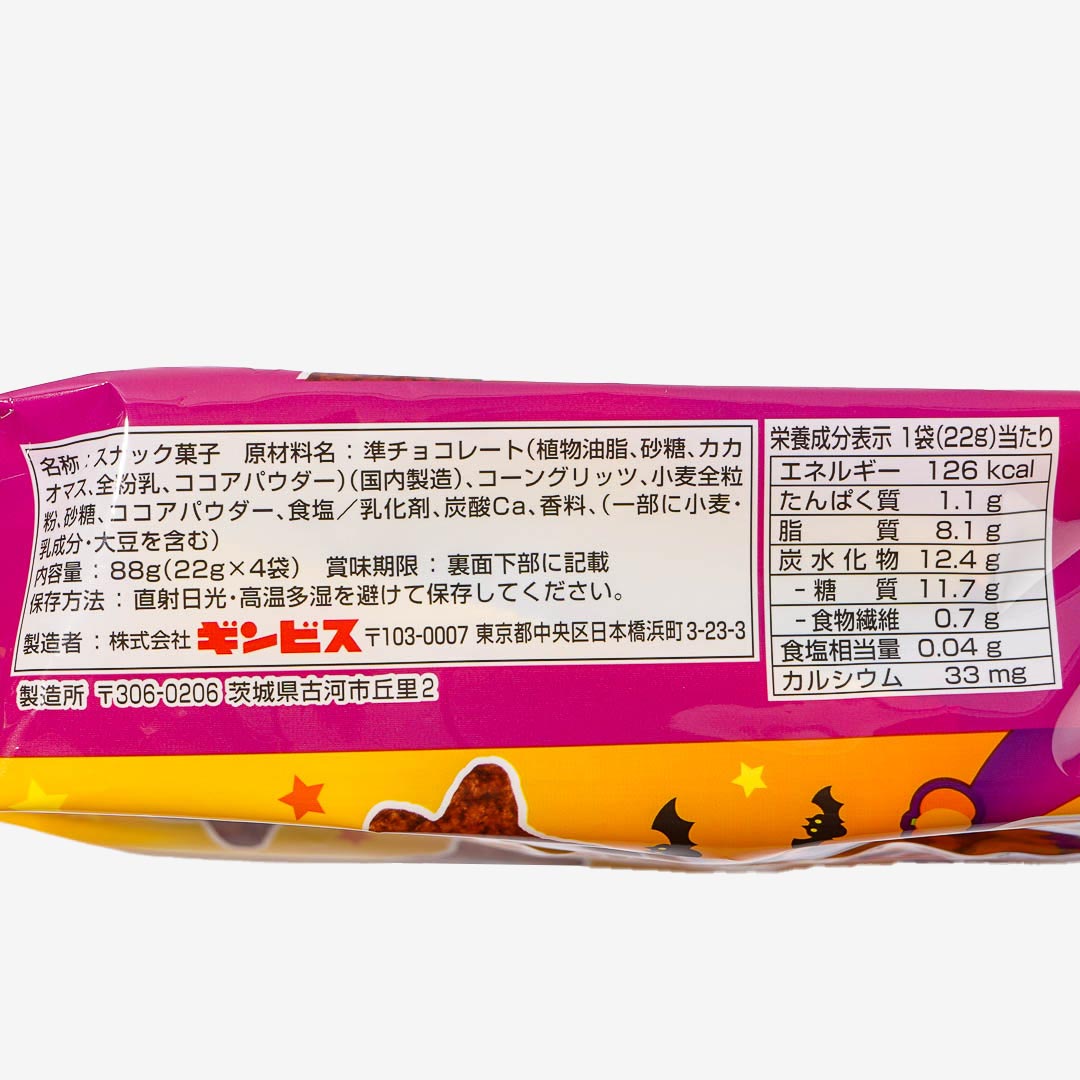 名称：スナック菓子　原材料名：準チョコレート(植物油脂、砂糖、カカ
オマス、全粉乳、ココアパウダー)(国内製造)、コーングリッツ、小麦全粒
粉、砂糖、ココアパウダー、食塩／乳化剤、炭酸Ca、香料、(一部に小麦・
乳成分・大豆を含む)
内容量：88g(22g×4袋)　賞味期限：裏面下部に記載
保存方法：直射日光・高温多湿を避けて保存してください。
製造者：株式会社 ギンビス 〒103-0007 東京都中央区日本橋浜町3-23-3
製造所 〒306-0206 茨城県古河市丘里2
栄養成分表示 1袋(22g)当たり
エネルギー 126 kcal
たんぱく質 1.1 g
脂質 8.1 g
炭水化物 12.4 g
-糖質 11.7 g
-食物繊維 0.7 g
食塩相当量 0.04 g
カルシウム 33 mg